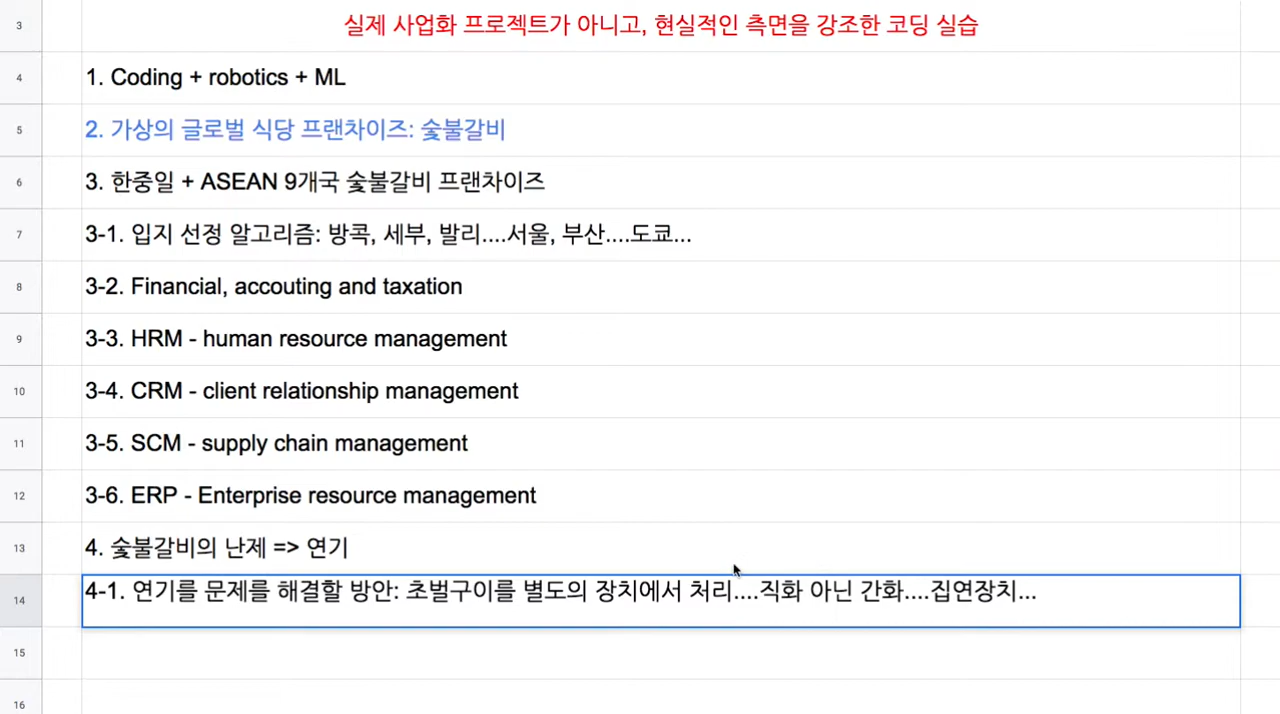 3
실제 사업화 프로젝트가 아니고, 현실적인 측면을 강조한 코딩 실습
4
1. Coding + robotics + ML
5
2. 가상의 글로벌 식당 프랜차이즈: 숯불갈비
6
3. 한중일 + ASEAN 9개국 숯불갈비 프랜차이즈
7
3-1. 입지 선정 알고리즘: 방콕, 세부, 발리....서울, 부산....도쿄...
8
3-2. Financial, accouting and taxation
9
3-3. HRM - human resource management
10
3-4. CRM - client relationship management
11
3-5. SCM - supply chain management
12
3-6. ERP - Enterprise resource management
13
4. 숯불갈비의 난제 => 연기
14
4-1. 연기를 문제를 해결할 방안: 초벌구이를 별도의 장치에서 처리....직화 아닌 간화....집연장치...
15
16